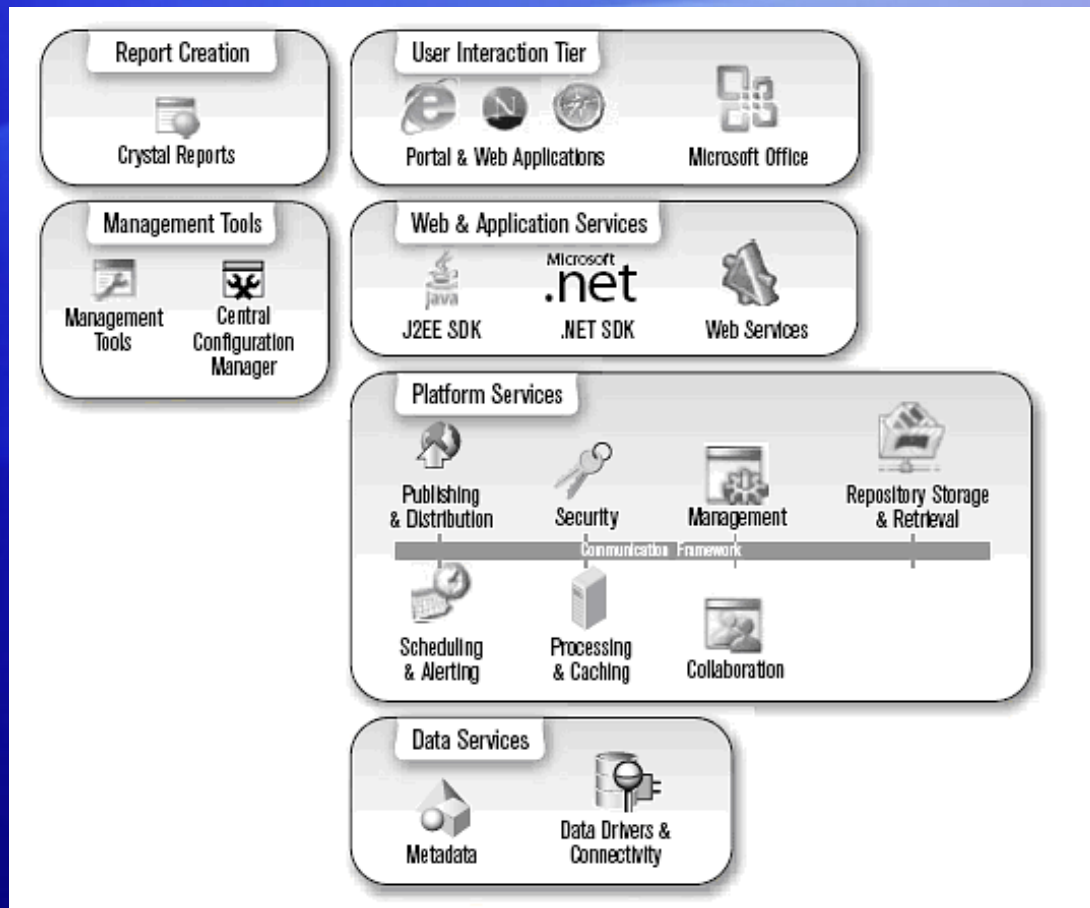 Report Creation
Crystal Reports
User Interaction Tier
N
Portal & Web Applications
Microsoft Office
Management Tools
Management
Tools
Central
Configuration
Manager
Web & Application Services
Java
J2EE SDK
Microsoft
.net
.NET SDK
Web Services
Platform Services
Publishing
& Distribution
Security
Management
Repository Storage
& Retrieval
Communication Framework
Scheduling
& Alerting
Processing
& Caching
Collaboration
Data Services
Metadata
Data Drivers &
Connectivity